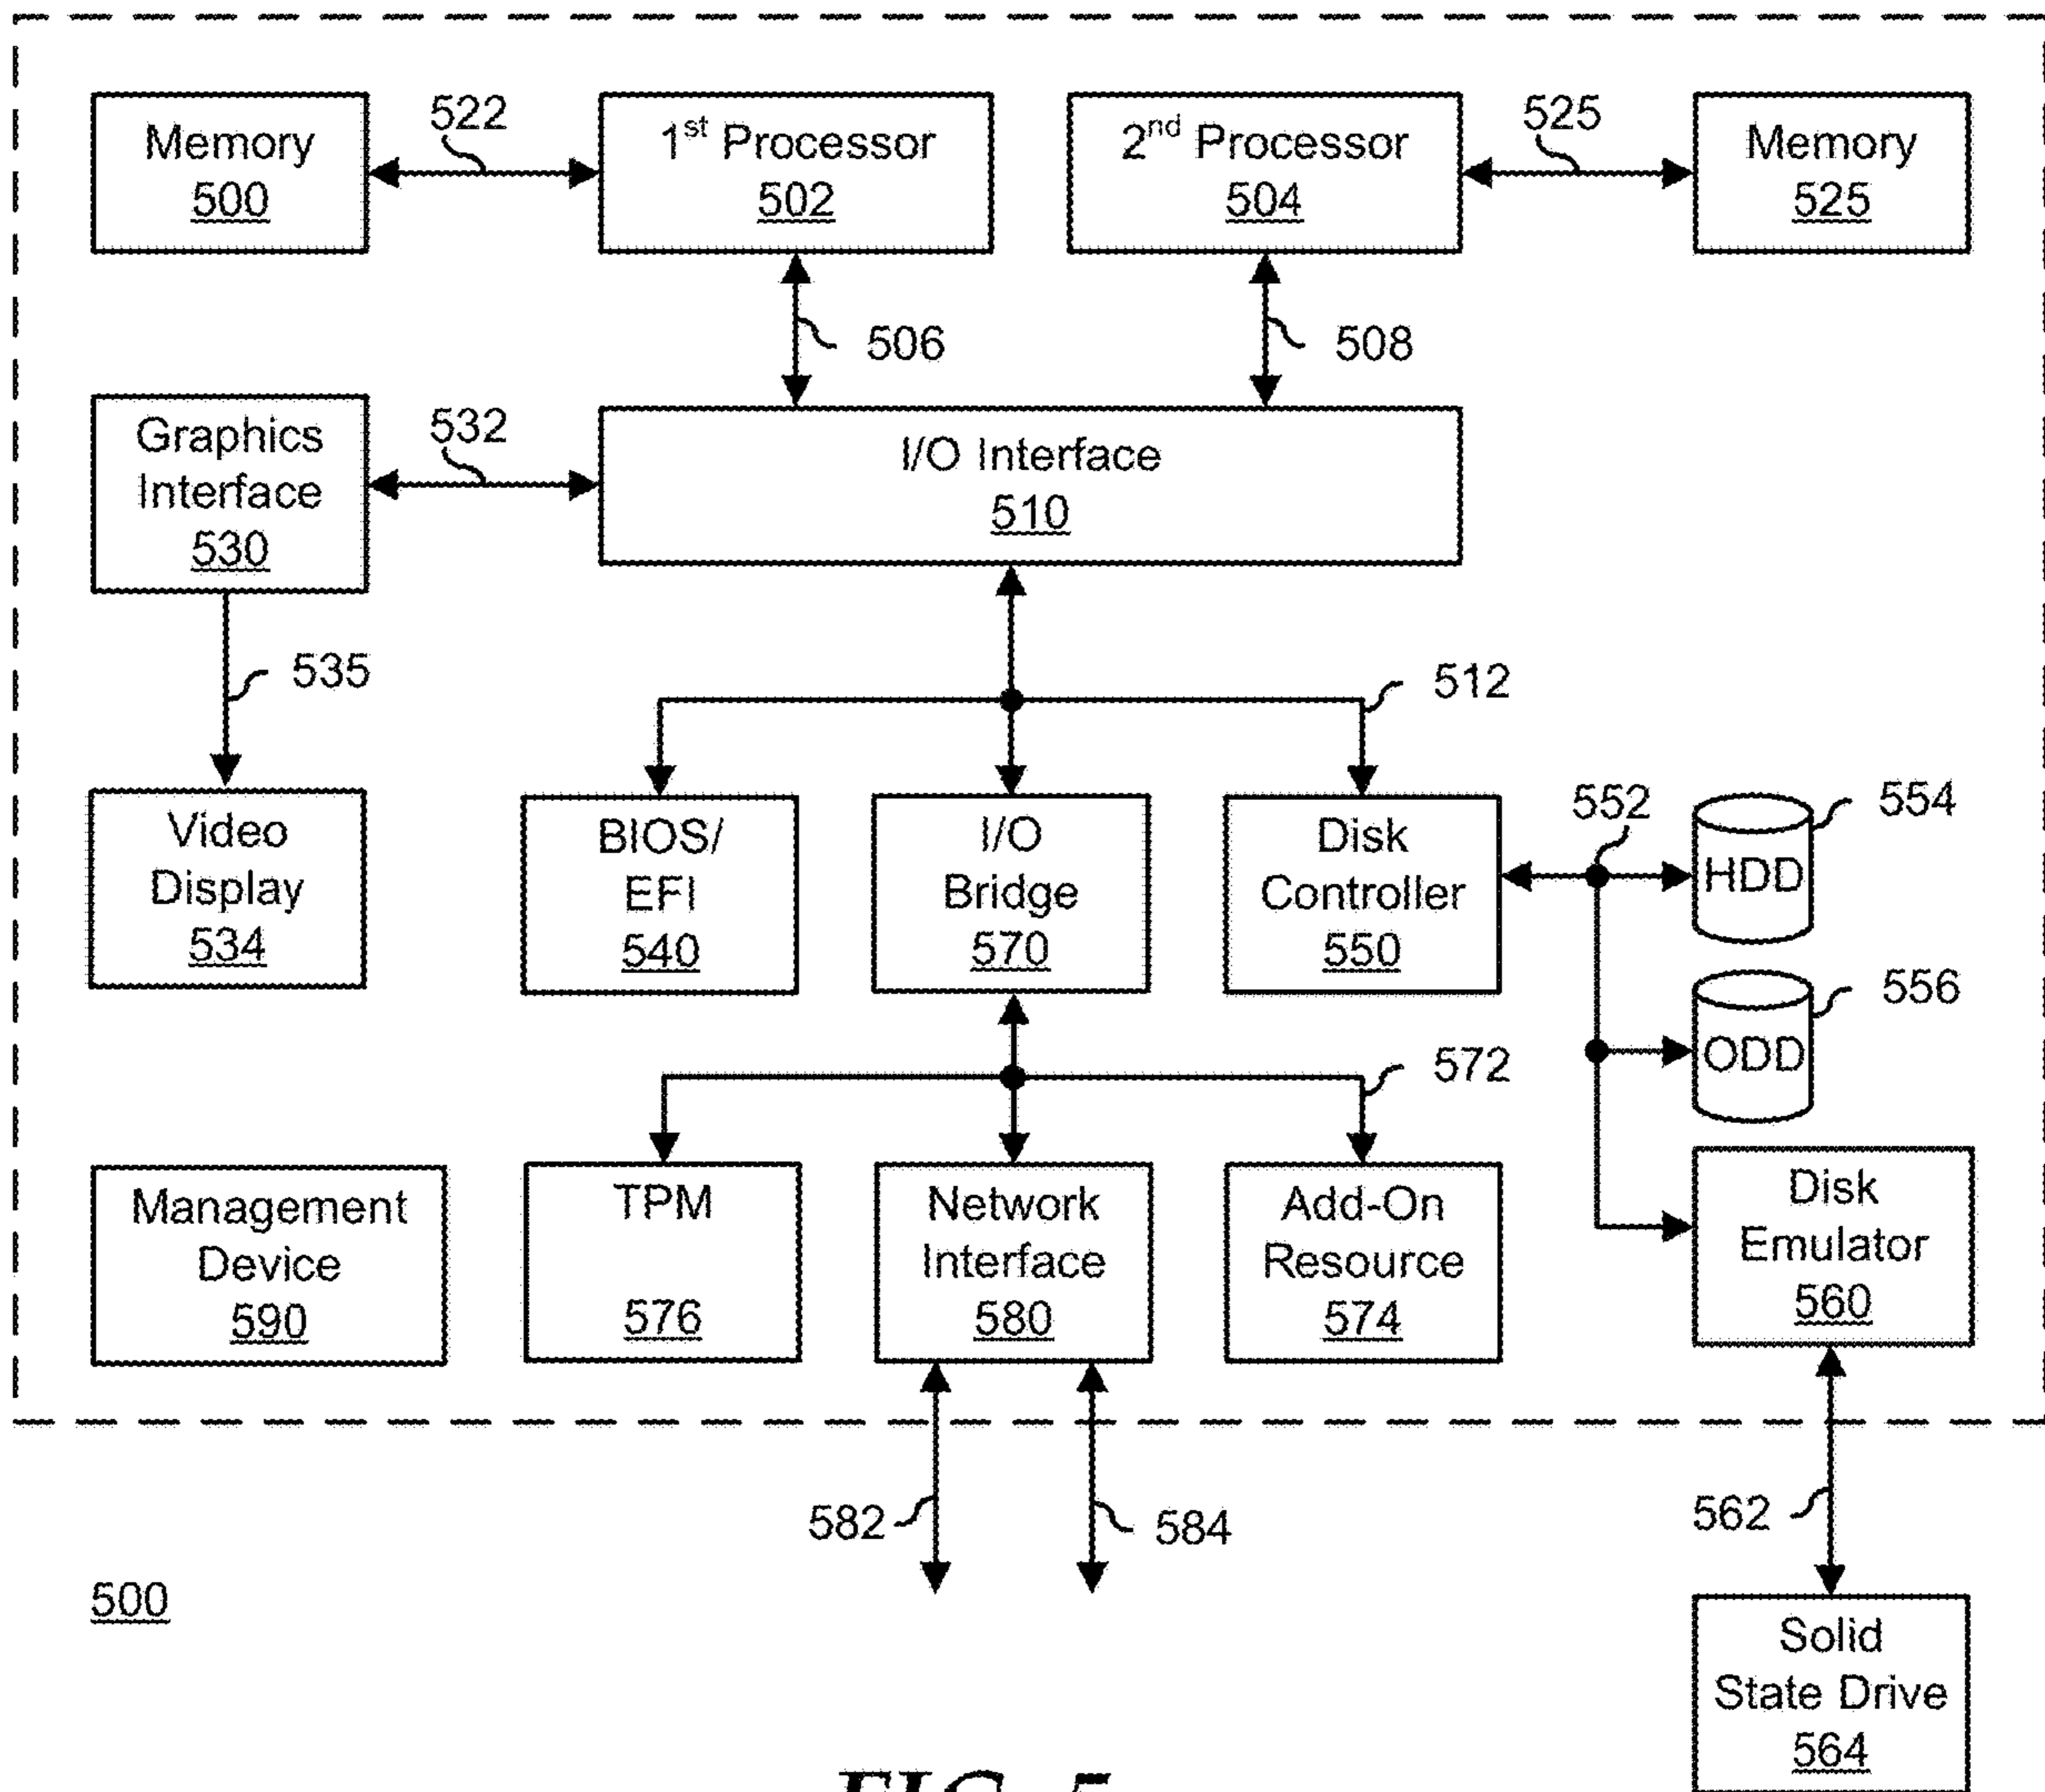 Memory
500
522
1st Processor
502
2nd Processor
504
525
Memory
525
506
508
Graphics
Interface
530
532
I/O Interface
510
535
512
Video
Display
534
BIOS/
EFI
540
I/O
Bridge
570
Disk
Controller
550
552
HDD
554
ODD
556
572
Management
Device
590
TPM
576
Network
Interface
580
Add-On
Resource
574
Disk
Emulator
560
582
584
562
500
Solid
State Drive
564
FIG. 5